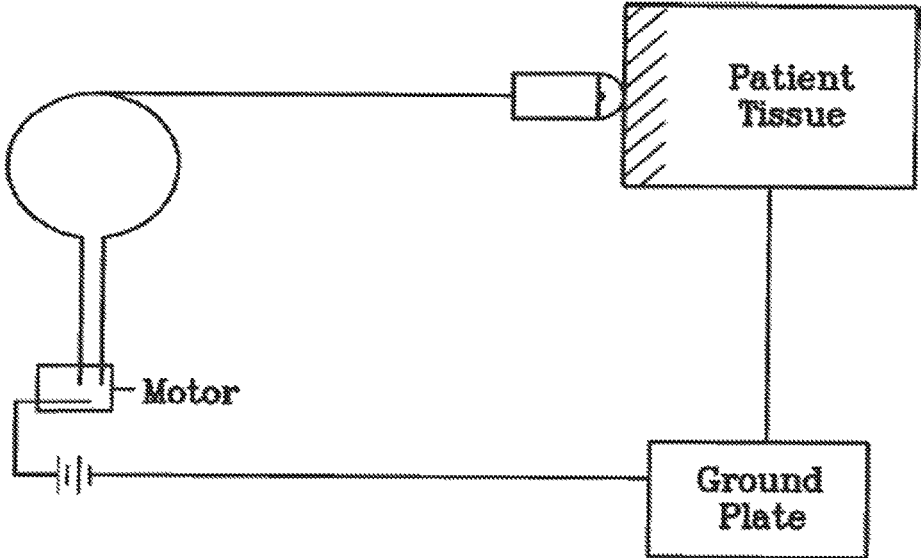 Patient
Tissue
Motor
Ground
Plate